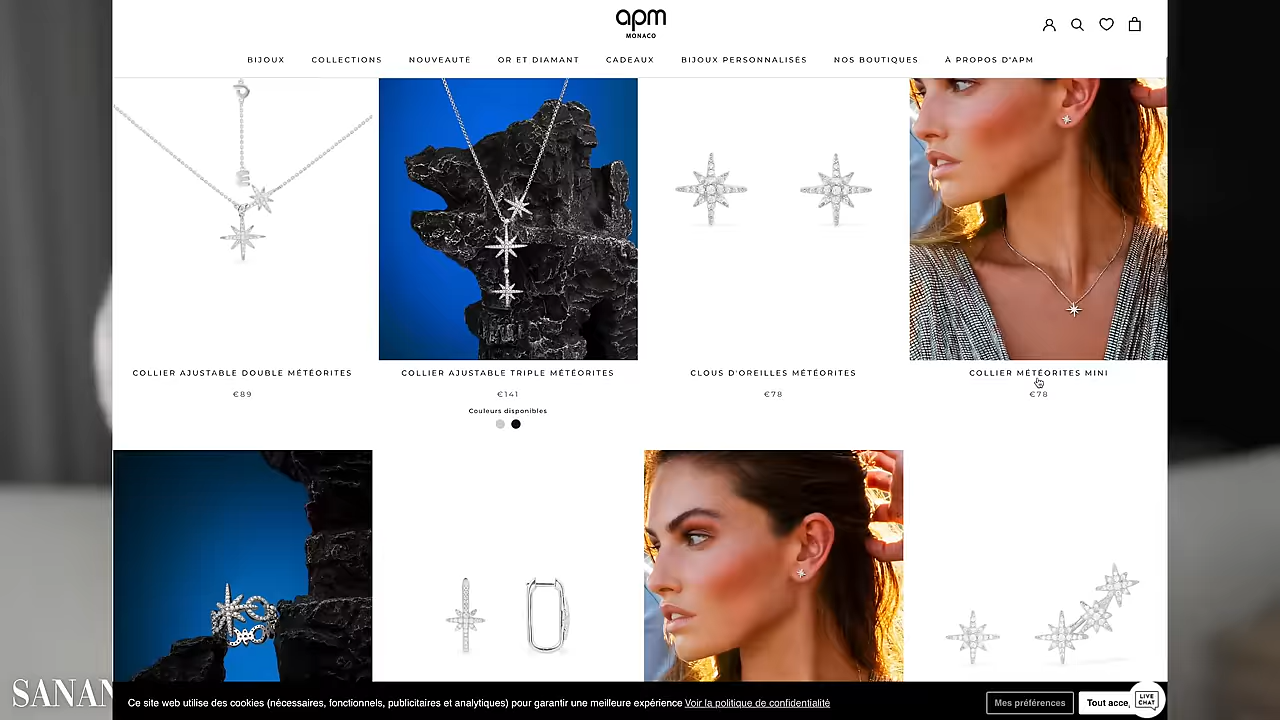 apm
MONACO
BIJOUX COLLECTIONS NOUVEAUTÉ OR ET DIAMANT CADEAUX BIJOUX PERSONNALISÉS NOS BOUTIQUES À PROPOS D'APM
COLLIER AJUSTABLE DOUBLE MÉTÉORITES
€89
COLLIER AJUSTABLE TRIPLE MÉTÉORITES
€141
Couleurs disponibles
CLOUS D'OREILLES MÉTÉORITES
€78
COLLIER MÉTÉORITES MINI
€78
SANAN
Ce site web utilise des cookies (nécessaires, fonctionnels, publicitaires et analytiques) pour garantir une meilleure expérience Voir la politique de confidentialité
Mes préférences
Tout acce
LIVE
CHAT